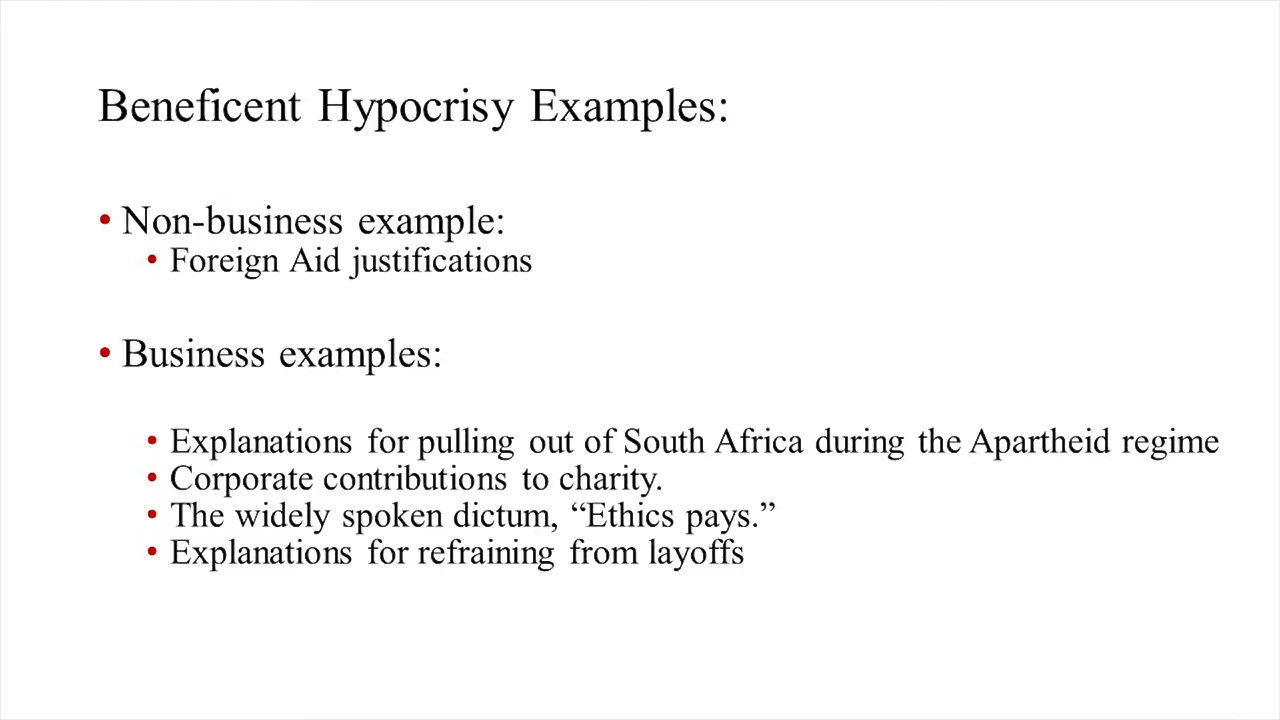 Beneficent Hypocrisy Examples:
• Non-business example:
• Foreign Aid justifications
• Business examples:
• Explanations for pulling out of South Africa during the Apartheid regime
• Corporate contributions to charity.
• The widely spoken dictum, “Ethics pays.”
• Explanations for refraining from layoffs